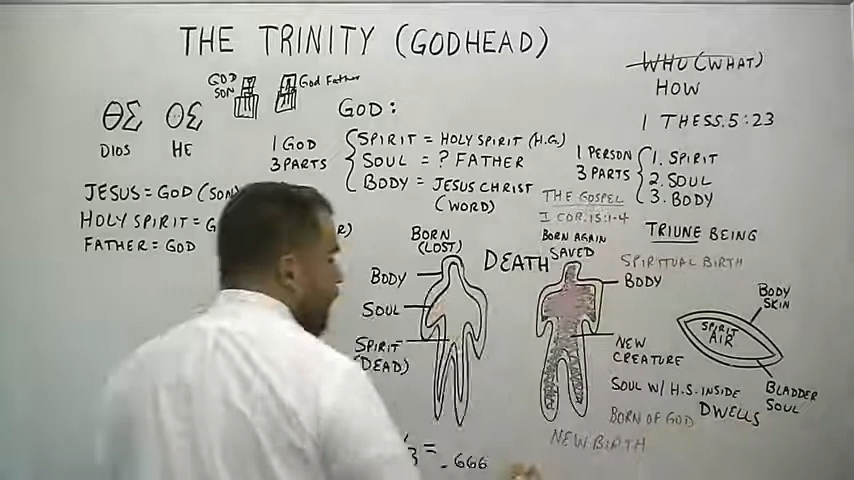 THE TRINITY (GODHEAD)
WHO (WHAT)
HOW
1 THESS. 5:23
GOD
SON
God Father
ΘΣ
ΟΣ
DIOS
HE
GOD:
1 GOD
3 PARTS
SPIRIT = HOLY SPIRIT (H.G.)
SOUL = ? FATHER
BODY = JESUS CHRIST
(WORD)
1 PERSON
3 PARTS
1. SPIRIT
2. SOUL
3. BODY
JESUS = GOD (SON)
HOLY SPIRIT = G
FATHER = GOD
THE GOSPEL
I COR. 15:1-4
TRIUNE BEING
BORN
(LOST)
DEATH
BORN AGAIN
SAVED
SPIRITUAL BIRTH
BODY
SOUL
SPIRIT
(DEAD)
BODY
NEW
CREATURE
SOUL W/ H.S. INSIDE
DWELLS
BORN OF GOD
NEW BIRTH
BODY
SKIN
SPIRIT
AIR
BLADDER
SOUL
3 = .666